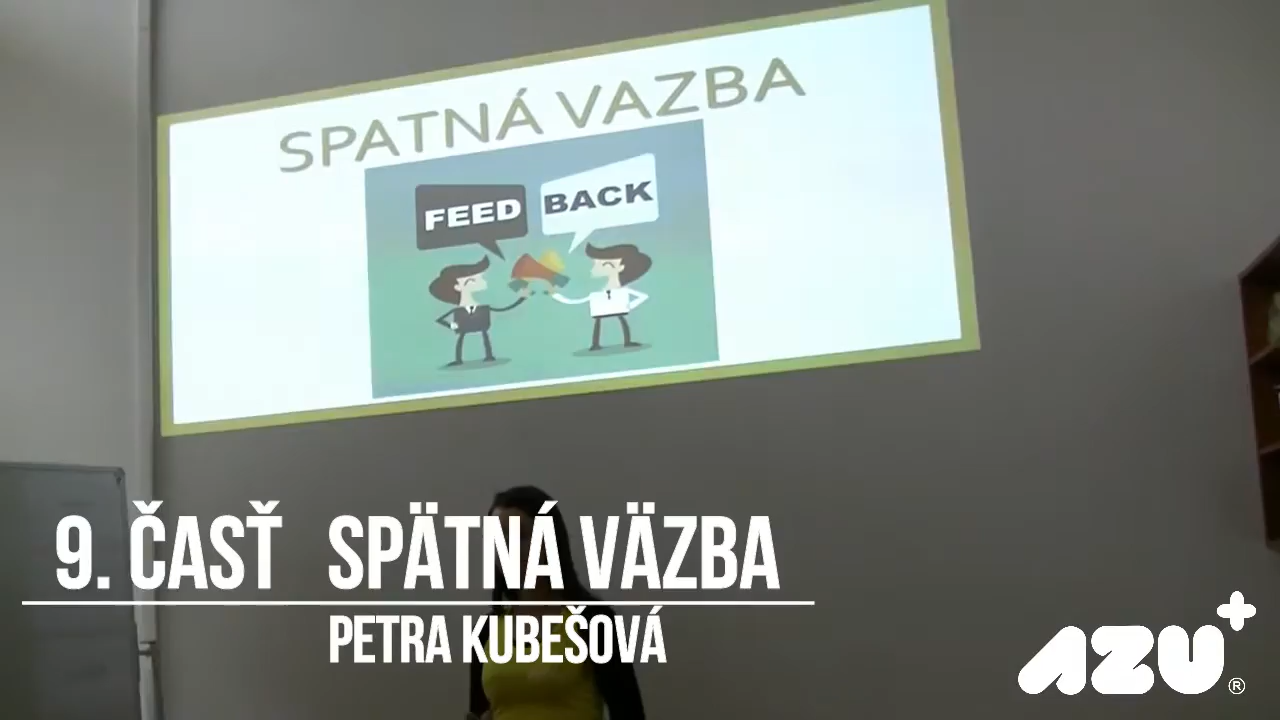 SPATNÁ VAZBA
FEED BACK
9. ČASŤ SPÄTNÁ VÄZBA
PETRA KUBEŠOVÁ
AZU+
®